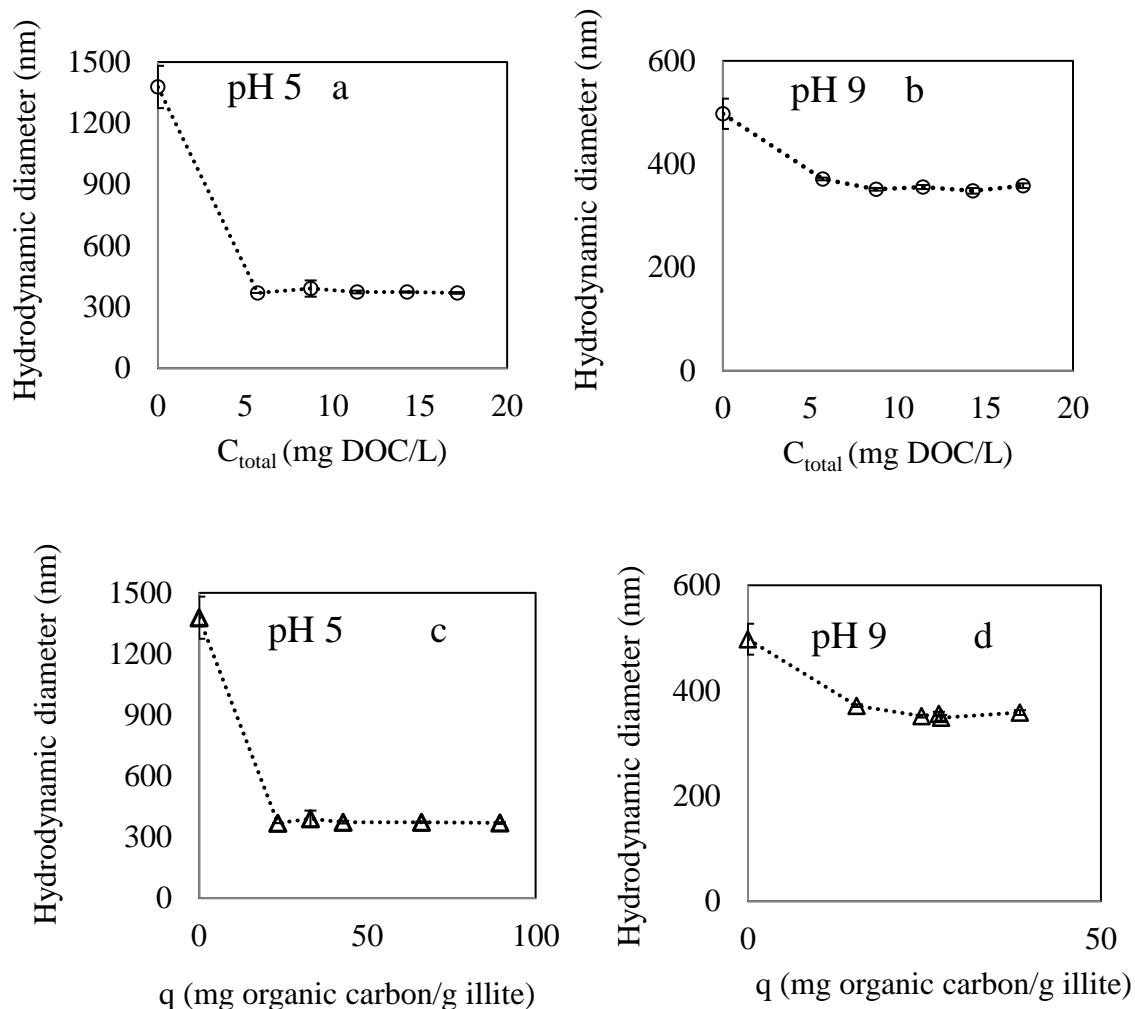 Hydrodynamic diameter (nm)
1500
1200
900
600
300
0
pH 5 a
0 5 10 15 20
C_total (mg DOC/L)
Hydrodynamic diameter (nm)
600
400
200
0
pH 9 b
0 5 10 15 20
C_total (mg DOC/L)
Hydrodynamic diameter (nm)
1500
1200
900
600
300
0
pH 5 c
0 50 100
q (mg organic carbon/g illite)
Hydrodynamic diameter (nm)
600
400
200
0
pH 9 d
0 50
q (mg organic carbon/g illite)